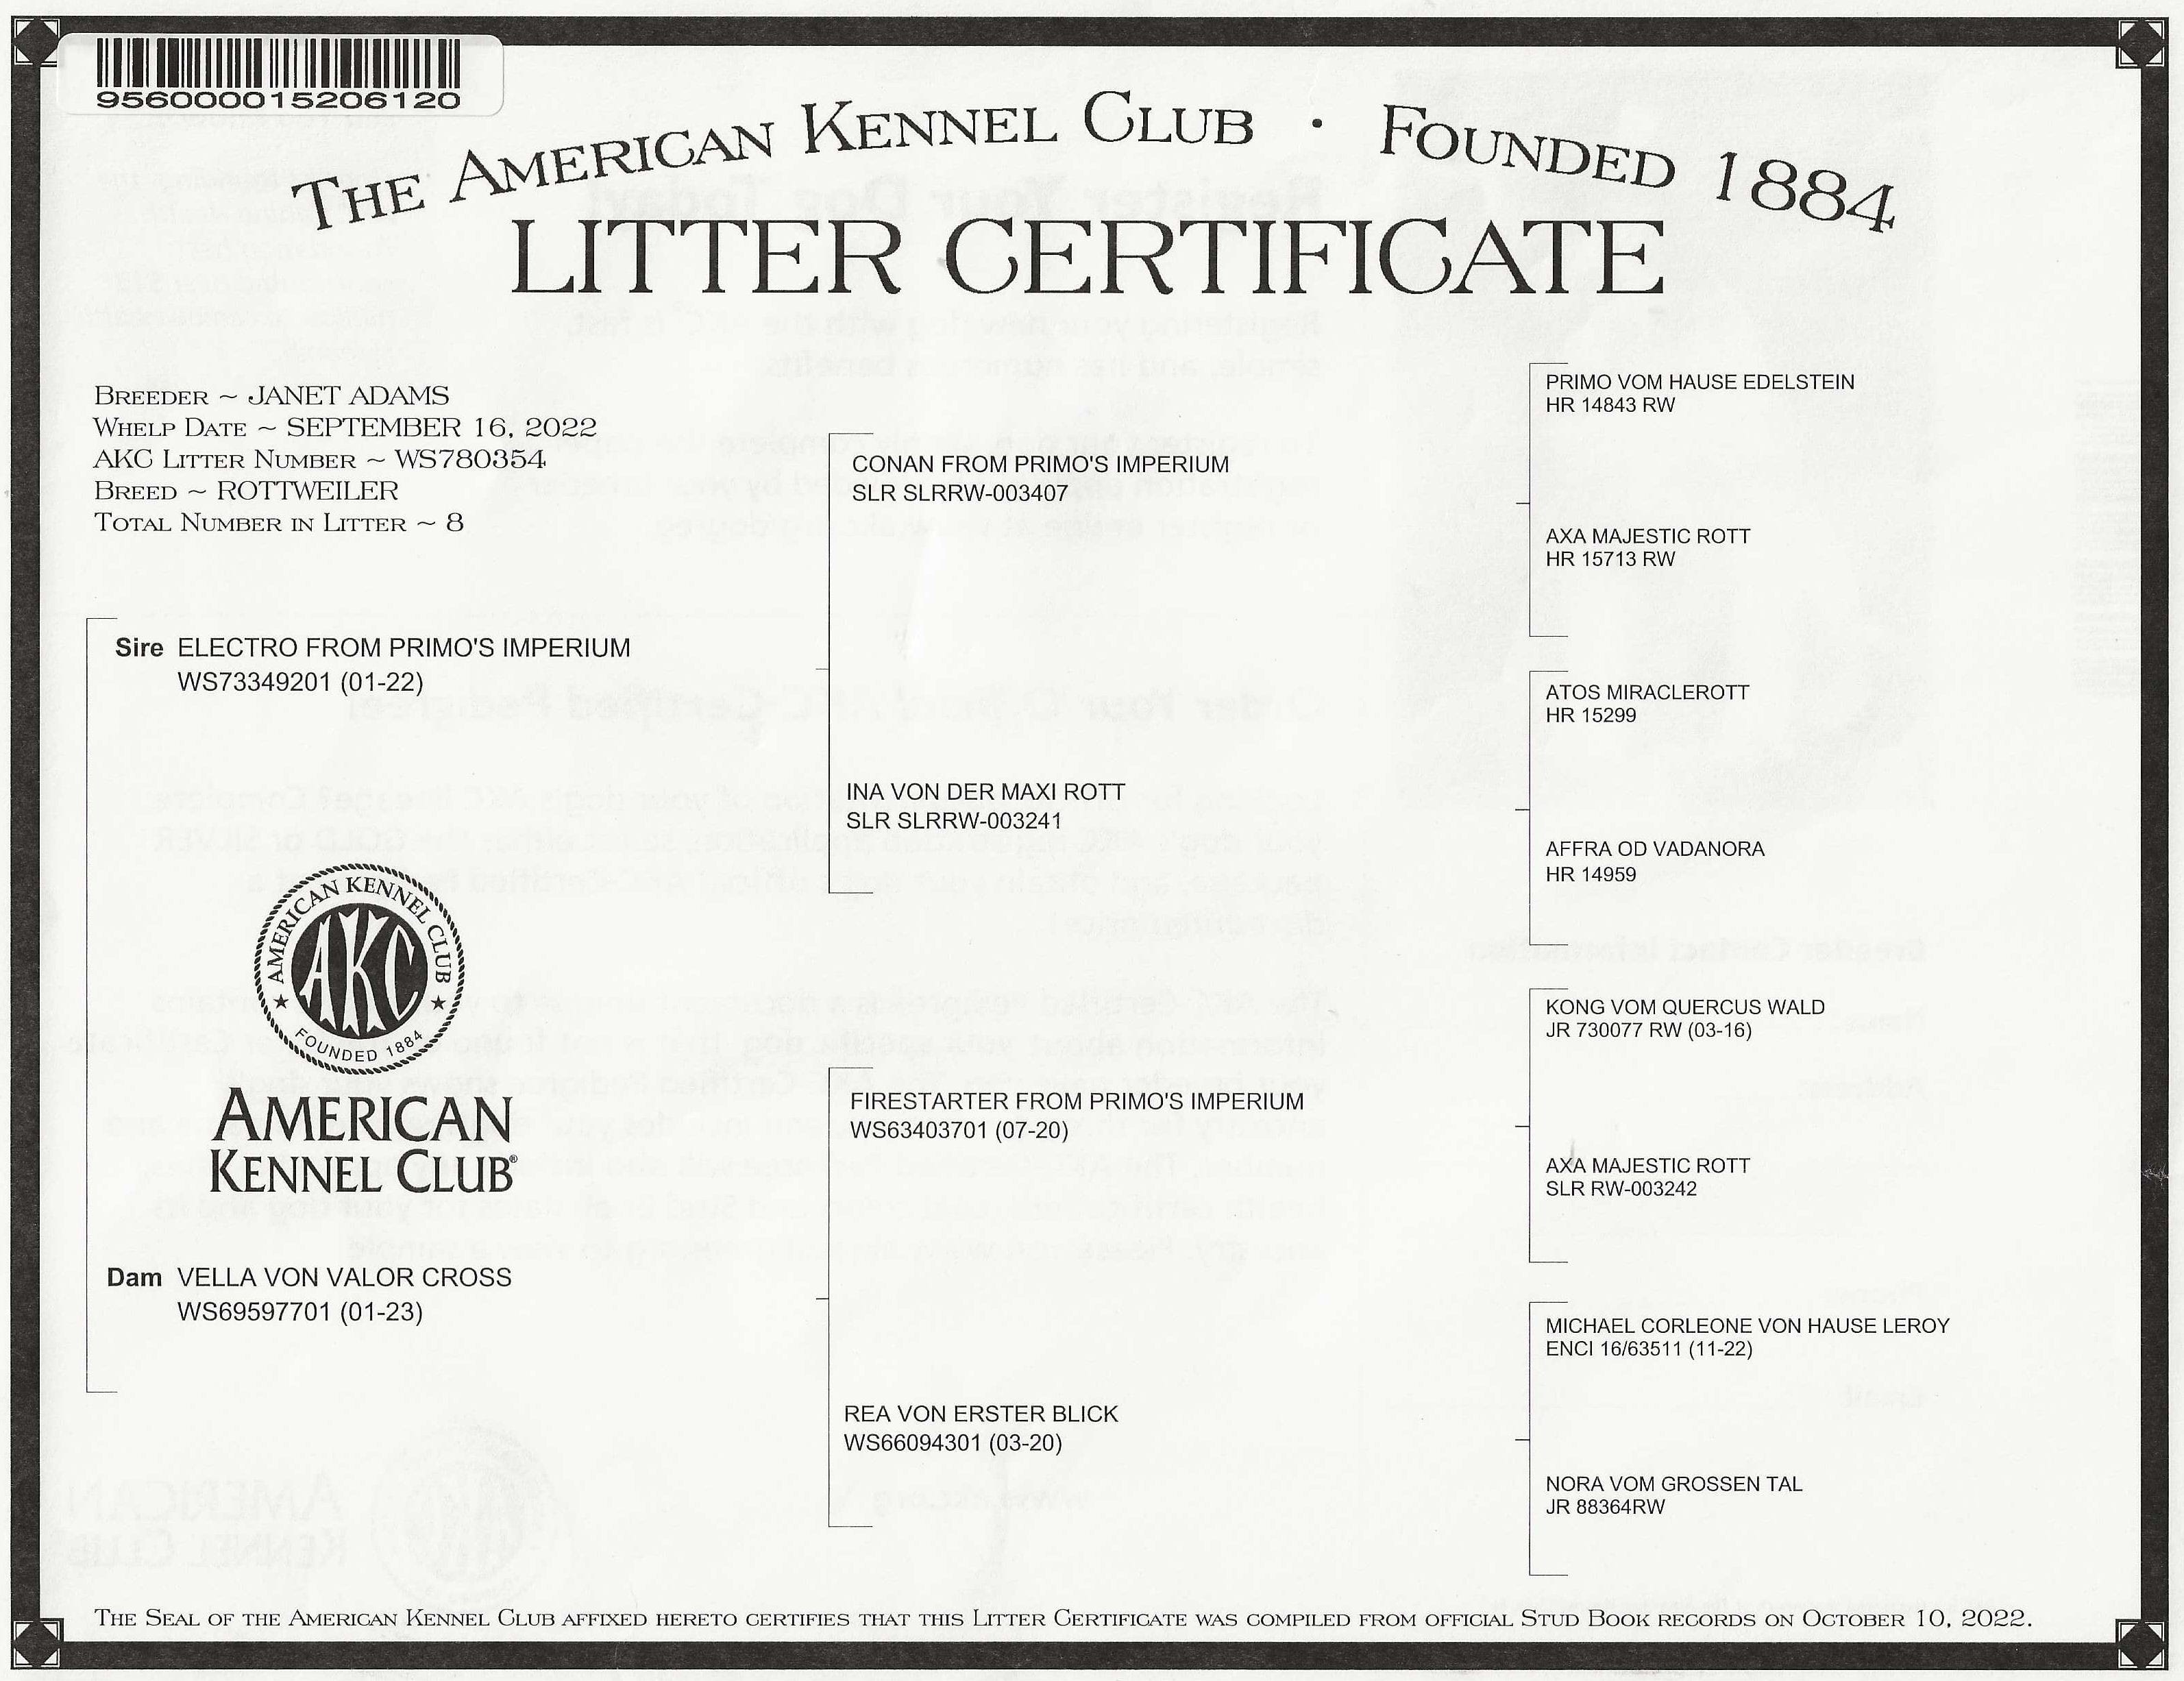 956000015206120
THE AMERICAN KENNEL CLUB · FOUNDED 1884
LITTER CERTIFICATE
BREEDER ~ JANET ADAMS
WHELP DATE ~ SEPTEMBER 16, 2022
AKC LITTER NUMBER ~ WS780354
BREED ~ ROTTWEILER
TOTAL NUMBER IN LITTER ~ 8
Sire ELECTRO FROM PRIMO'S IMPERIUM
WS73349201 (01-22)
AMERICAN KENNEL CLUB
AKC
FOUNDED 1884
AMERICAN
KENNEL CLUB®
Dam VELLA VON VALOR CROSS
WS69597701 (01-23)
CONAN FROM PRIMO'S IMPERIUM
SLR SLRRW-003407
INA VON DER MAXI ROTT
SLR SLRRW-003241
FIRESTARTER FROM PRIMO'S IMPERIUM
WS63403701 (07-20)
REA VON ERSTER BLICK
WS66094301 (03-20)
PRIMO VOM HAUSE EDELSTEIN
HR 14843 RW
AXA MAJESTIC ROTT
HR 15713 RW
ATOS MIRACLEROTT
HR 15299
AFFRA OD VADANORA
HR 14959
KONG VOM QUERCUS WALD
JR 730077 RW (03-16)
AXA MAJESTIC ROTT
SLR RW-003242
MICHAEL CORLEONE VON HAUSE LEROY
ENCI 16/63511 (11-22)
NORA VOM GROSSEN TAL
JR 88364RW
THE SEAL OF THE AMERICAN KENNEL CLUB AFFIXED HERETO CERTIFIES THAT THIS LITTER CERTIFICATE WAS COMPILED FROM OFFICIAL STUD BOOK RECORDS ON OCTOBER 10, 2022.